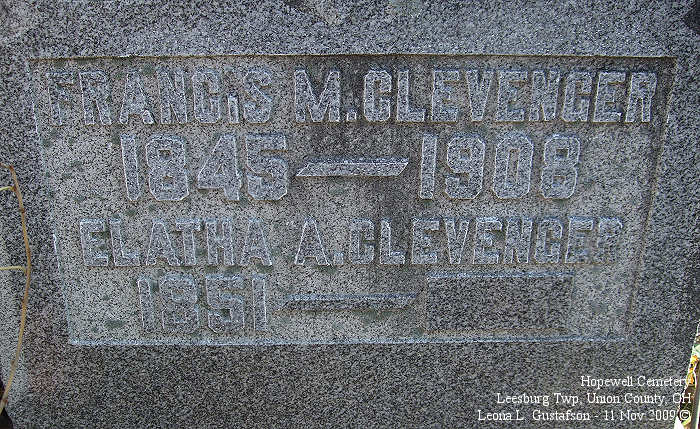 FRANCIS M. CLEVENGER
1845 — 1908
ELATHA A. CLEVENGER
1851 —
Hopewell Cemetery
Leesburg Twp, Union County, OH
Leona L. Gustafson - 11 Nov 2009 ©